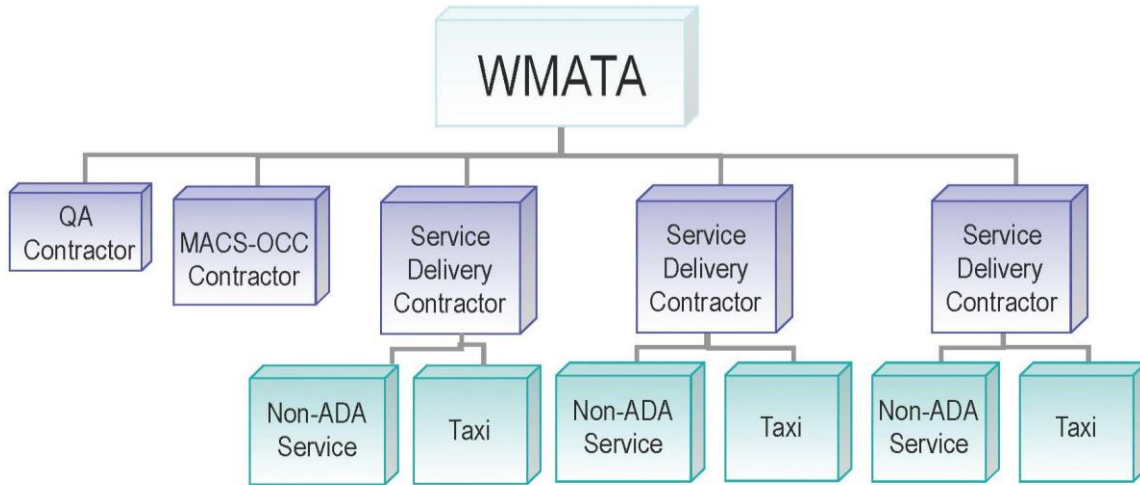 WMATA
QA
Contractor
MACS-OCC
Contractor
Service
Delivery
Contractor
Service
Delivery
Contractor
Service
Delivery
Contractor
Non-ADA
Service
Taxi
Non-ADA
Service
Taxi
Non-ADA
Service
Taxi